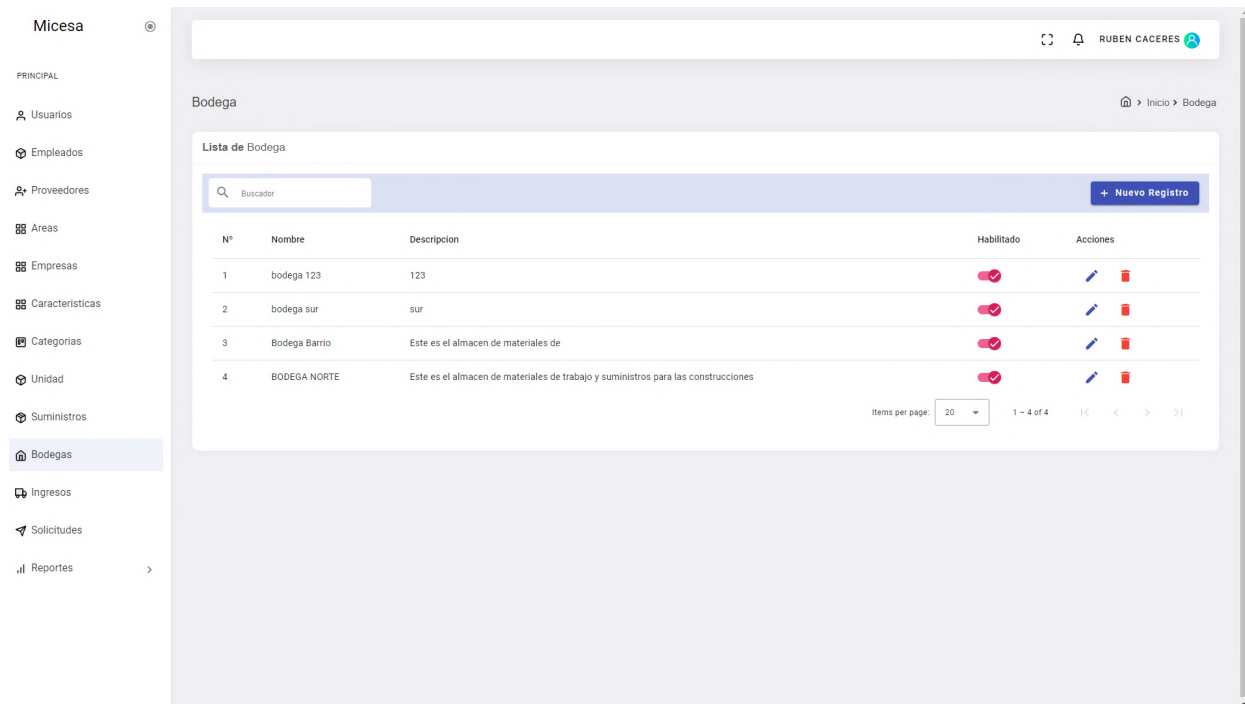 Micesa
RUBEN CACERES
PRINCIPAL
Usuarios
Empleados
Proveedores
Areas
Empresas
Caracteristicas
Categorias
Unidad
Suministros
Bodegas
Ingresos
Solicitudes
Reportes
Bodega
Inicio > Bodega
Lista de Bodega
Buscador
+ Nuevo Registro
N° Nombre Descripcion Habilitado Acciones
1 bodega 123 123
2 bodega sur sur
3 Bodega Barrio Este es el almacen de materiales de
4 BODEGA NORTE Este es el almacen de materiales de trabajo y suministros para las construcciones
Items per page: 20 1 – 4 of 4